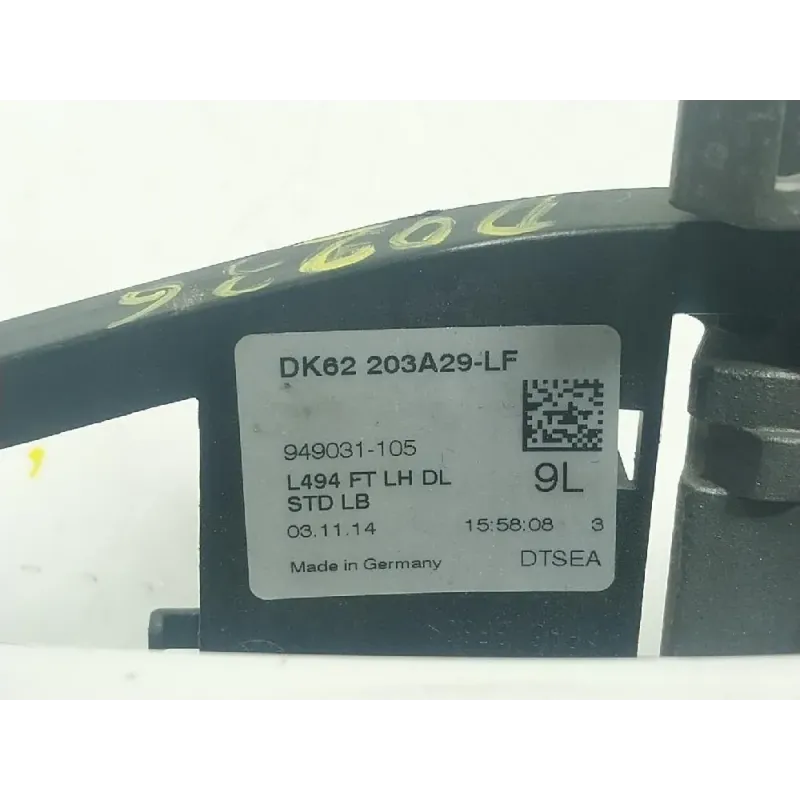 D0936
DK62 203A29-LF
949031-105
9L
L494 FT LH DL
STD LB
03.11.14 15:58:08 3
Made in Germany DTSEA